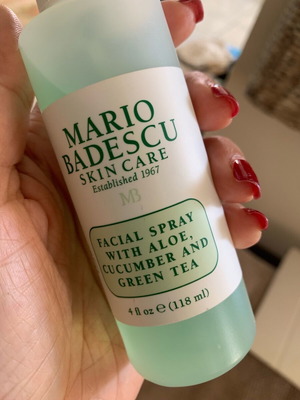 MARIO
BADESCU
SKIN CARE
Established 1967
MB
FACIAL SPRAY
WITH ALOE,
CUCUMBER AND
GREEN TEA
4 fl oz ℮ (118 ml)